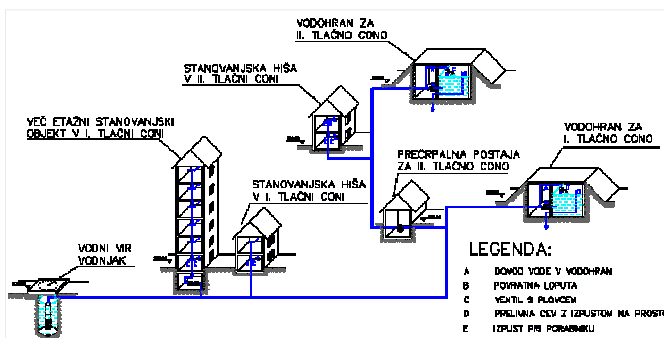 VODOHRAN ZA
II. TLAČNO CONO
STANOVANJSKA HIŠA
V II. TLAČNI CONI
VEČ ETAŽNI STANOVANJSKI
OBJEKT V I. TLAČNI CONI
VODOHRAN ZA
I. TLAČNO CONO
PREČRPALNA POSTAJA
ZA II. TLAČNO CONO
STANOVANJSKA HIŠA
V I. TLAČNI CONI
VODNI VIR
VODNJAK
LEGENDA:
A DOVOD VODE V VODOHRAN
B POVRATNA LOPUTA
C VENTIL S PLOVCEM
D PRELIVNA CEV Z IZPUSTOM NA PROSTO
E IZPUST PRI PORABNIKU